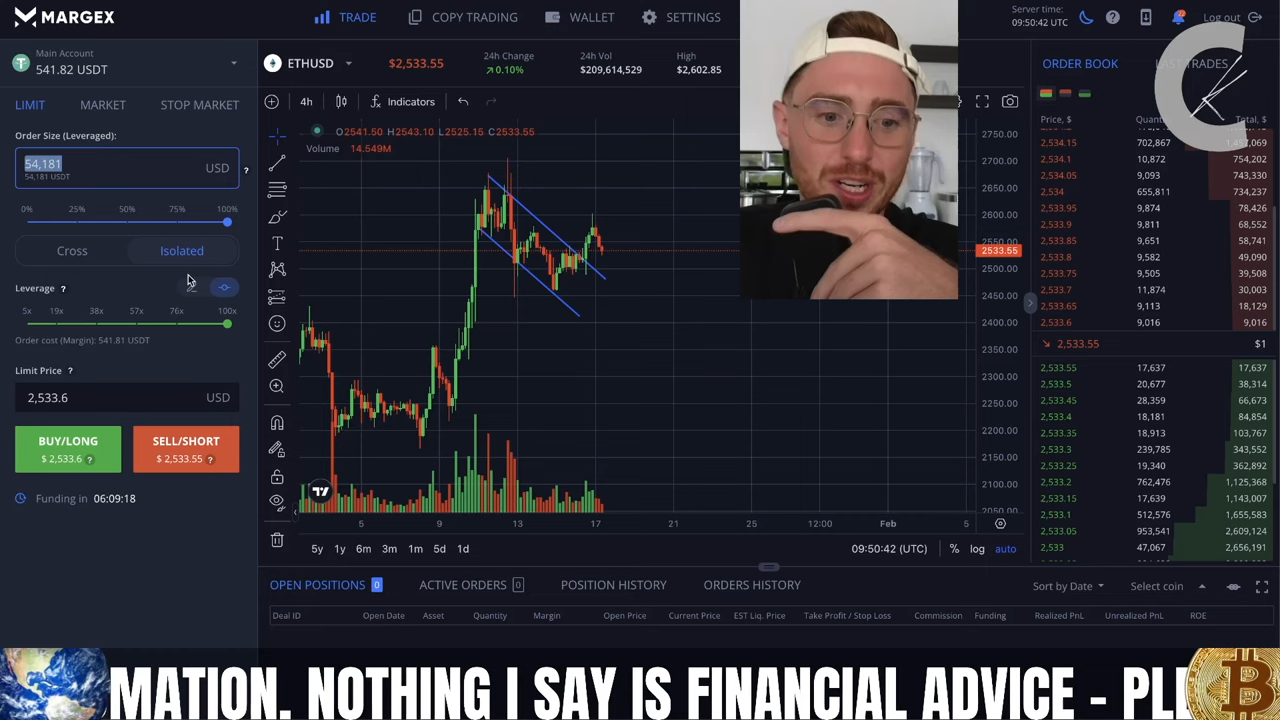 MARGEX
TRADE
COPY TRADING
WALLET
SETTINGS
Server time:
09:50:42 UTC
22
Log out
Main Account
541.82 USDT
LIMIT
MARKET
STOP MARKET
Order Size (Leveraged):
54,181
54,181 USDT
USD
?
0% 25% 50% 75% 100%
Cross
Isolated
Leverage ?
5x 19x 38x 57x 76x 100x
Order cost (Margin): 541.81 USDT
Limit Price ?
2,533.6
USD
BUY/LONG
$ 2,533.6 ?
SELL/SHORT
$ 2,533.55 ?
Funding in 06:09:18
ETHUSD
$2,533.55
24h Change
0.10%
24h Vol
$209,614,529
High
$2,602.85
4h
Indicators
O2541.50 H2543.10 L2525.15 C2533.55
Volume 14.549M
2750.00
2700.00
2650.00
2600.00
2550.00
2533.55
2500.00
2450.00
2400.00
2350.00
2300.00
2250.00
2200.00
2150.00
2100.00
2050.00
5 9 13 17 21 25 12:00 Feb 5
5y 1y 6m 3m 1m 5d 1d
09:50:42 (UTC)
% log auto
ORDER BOOK
LAST TRADES
Price, $ Total, $
2,534.15 702,867 1,457,069
2,534.1 10,872 754,202
2,534.05 9,093 743,330
2,534 655,811 734,237
2,533.95 9,874 78,426
2,533.9 9,024 68,552
2,533.85 9,651 58,741
2,533.8 9,582 49,090
2,533.75 9,505 39,508
2,533.7 11,874 30,003
2,533.65 9,113 18,129
2,533.6 9,016 9,016
2,533.55 $1
2,533.55 17,637 17,637
2,533.5 20,677 38,314
2,533.45 28,359 66,673
2,533.4 18,181 84,854
2,533.35 18,913 103,767
2,533.3 239,785 343,552
2,533.25 19,340 362,892
2,533.2 762,476 1,125,368
2,533.15 17,639 1,143,007
2,533.1 512,576 1,655,583
2,533.05 953,541 2,609,124
2,533 47,067 2,656,191
OPEN POSITIONS 0
ACTIVE ORDERS 0
POSITION HISTORY
ORDERS HISTORY
Sort by Date
Select coin
Deal ID Open Date Asset Quantity Margin Open Price Current Price EST Liq. Price Take Profit / Stop Loss Commission Funding Realized PnL Unrealized PnL ROE
MATION. NOTHING I SAY IS FINANCIAL ADVICE - PL